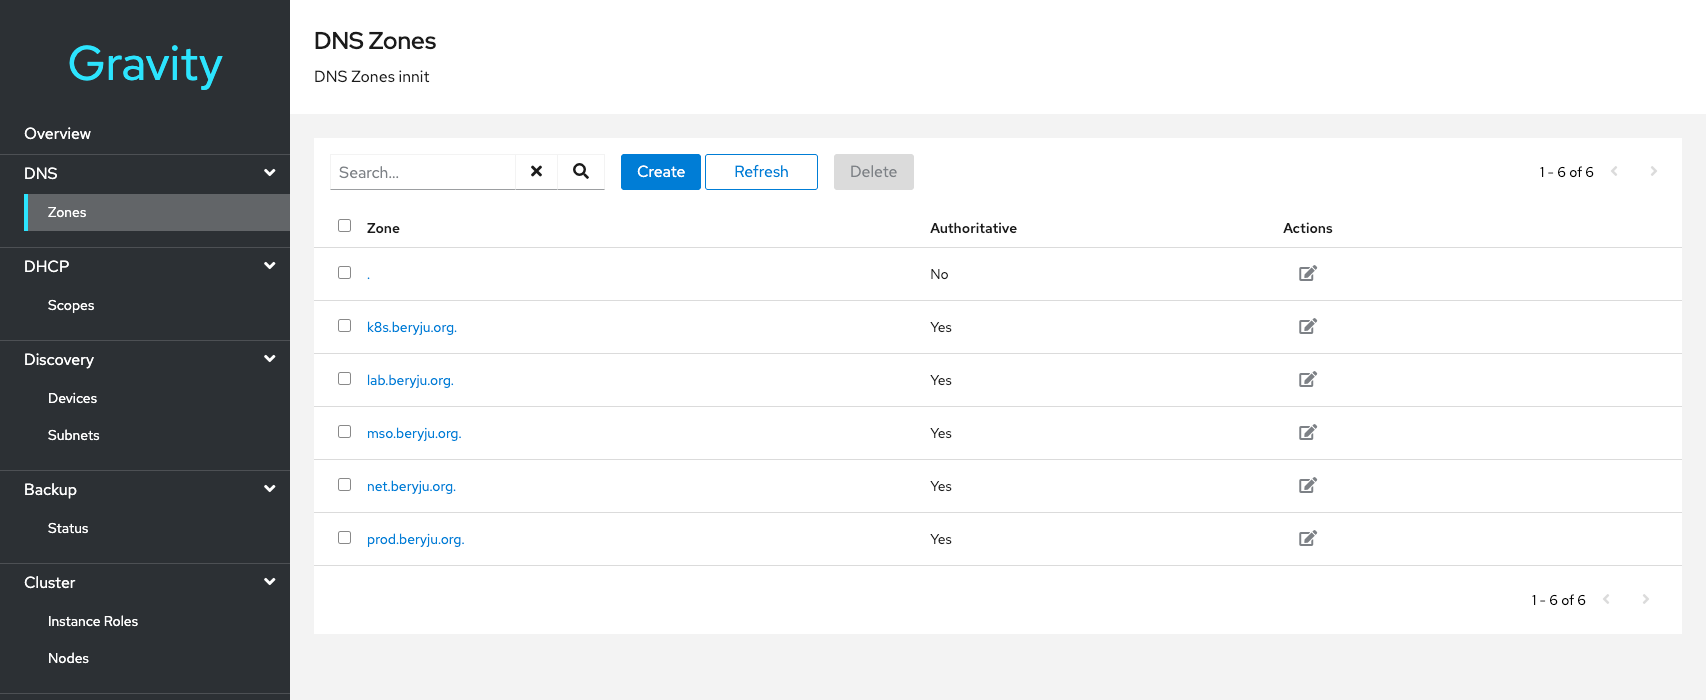 Gravity
Overview
DNS
Zones
DHCP
Scopes
Discovery
Devices
Subnets
Backup
Status
Cluster
Instance Roles
Nodes
DNS Zones
DNS Zones innit
Search... Create Refresh Delete 1 - 6 of 6
Zone Authoritative Actions
. No
k8s.beryju.org. Yes
lab.beryju.org. Yes
mso.beryju.org. Yes
net.beryju.org. Yes
prod.beryju.org. Yes
1 - 6 of 6